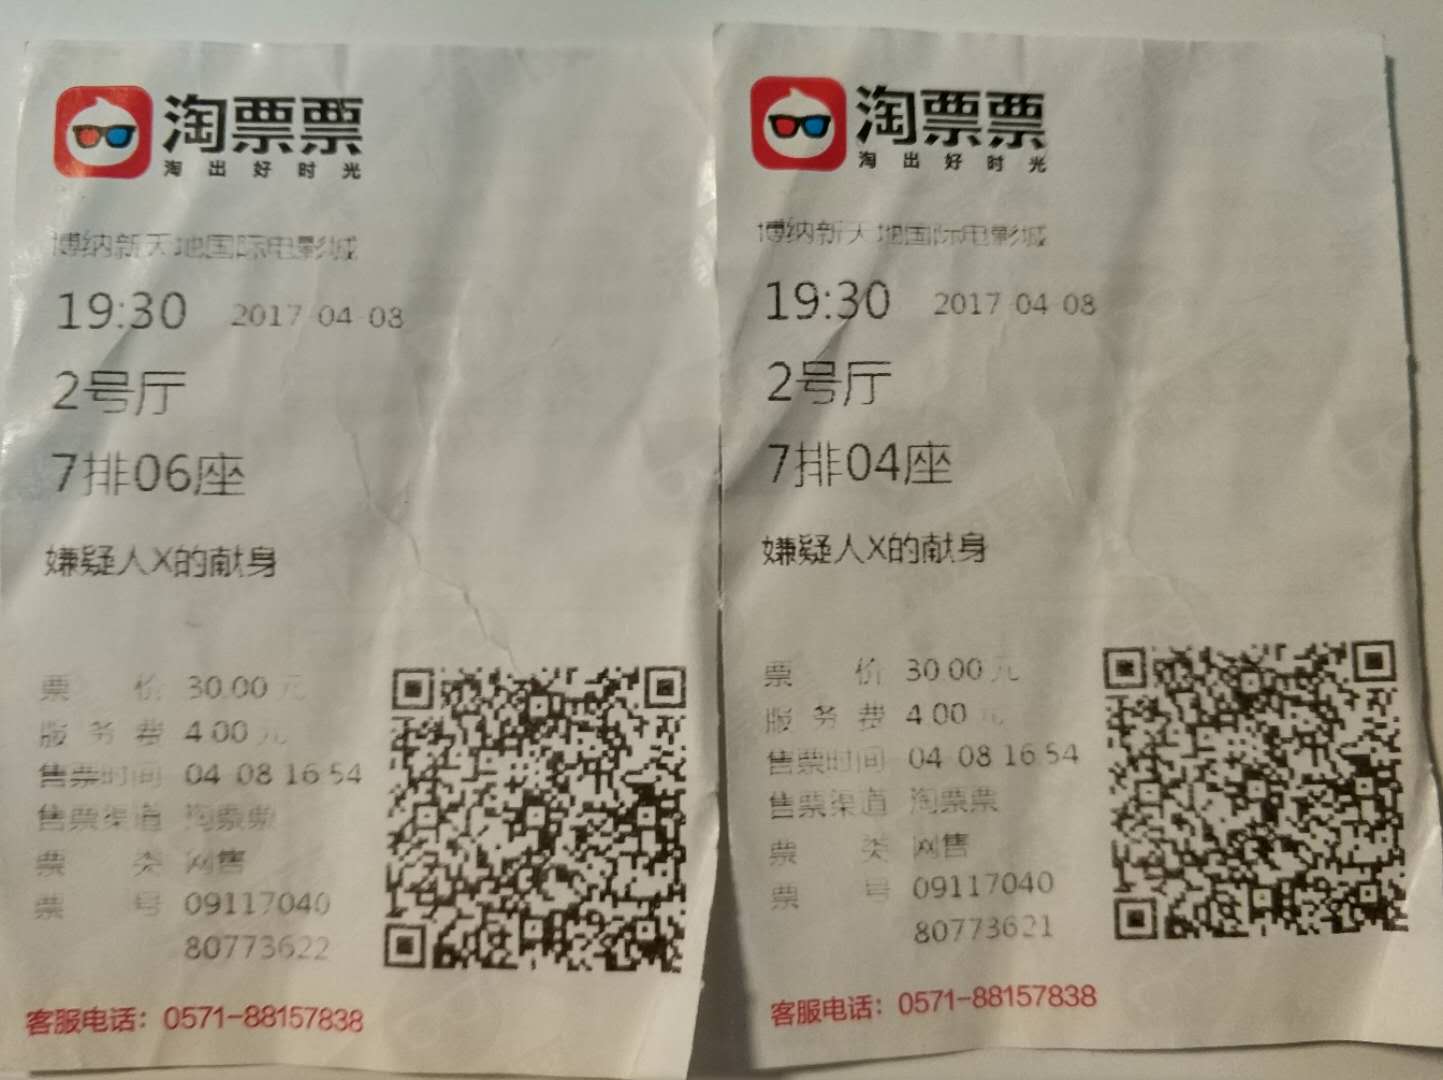 淘票票
淘出好时光
博纳新天地国际电影城
19:30 2017-04-08
2号厅
7排06座
嫌疑人X的献身
票价 30.00元
服务费 4.00元
售票时间 04-08 16:54
售票渠道 淘票票
票类 网售
票号 09117040
80773622
客服电话：0571-88157838
淘票票
淘出好时光
博纳新天地国际电影城
19:30 2017-04-08
2号厅
7排04座
嫌疑人X的献身
票价 30.00元
服务费 4.00元
售票时间 04-08 16:54
售票渠道 淘票票
票类 网售
票号 09117040
80773621
客服电话：0571-88157838